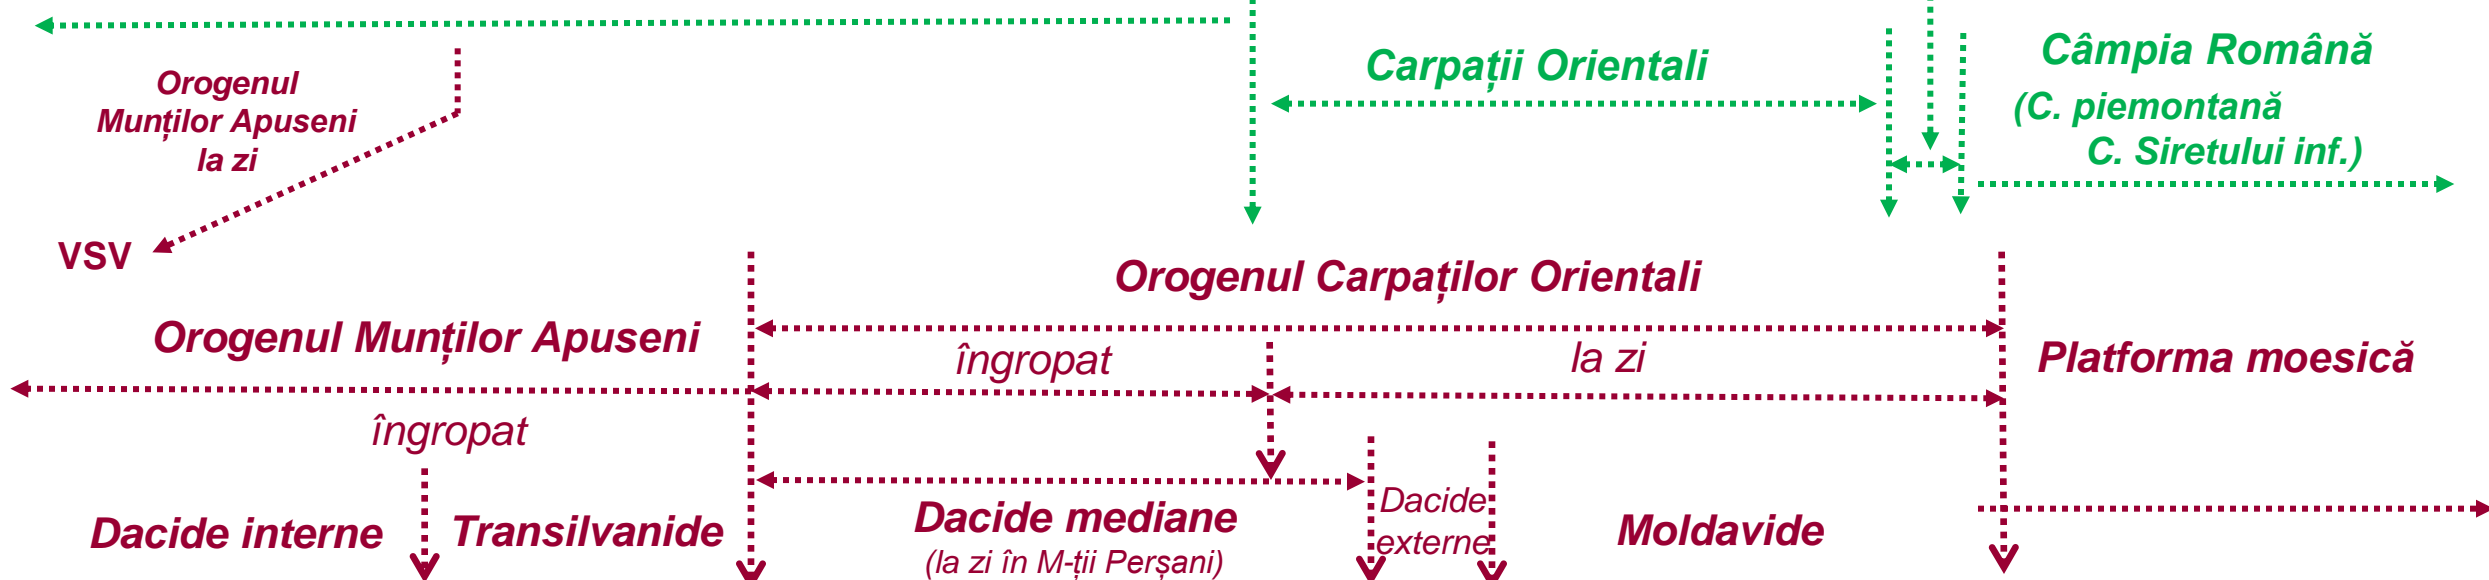 Carpații Orientali
Câmpia Română
(C. piemontană
C. Siretului inf.)
Orogenul
Munților Apuseni
la zi
VSV
Orogenul Carpaților Orientali
Orogenul Munților Apuseni
îngropat
la zi
Platforma moesică
îngropat
Dacide interne
Transilvanide
Dacide mediane
(la zi în M-ții Perșani)
Dacide
externe
Moldavide